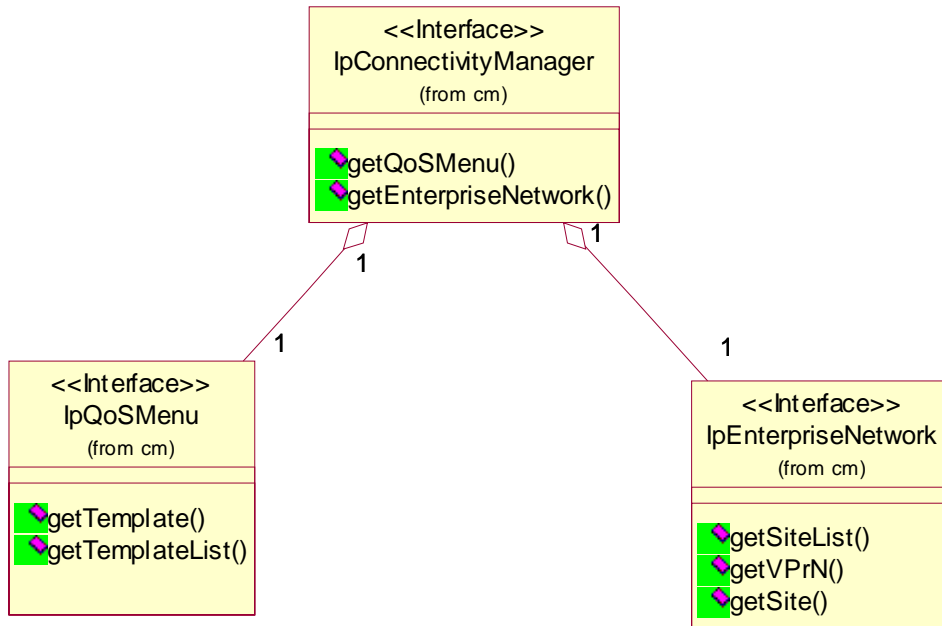 <<Interface>>
IpConnectivityManager
(from cm)
getQoSMenu()
getEnterpriseNetwork()
1
1
1
1
<<Interface>>
IpQoSMenu
(from cm)
getTemplate()
getTemplateList()
<<Interface>>
IpEnterpriseNetwork
(from cm)
getSiteList()
getVPrN()
getSite()